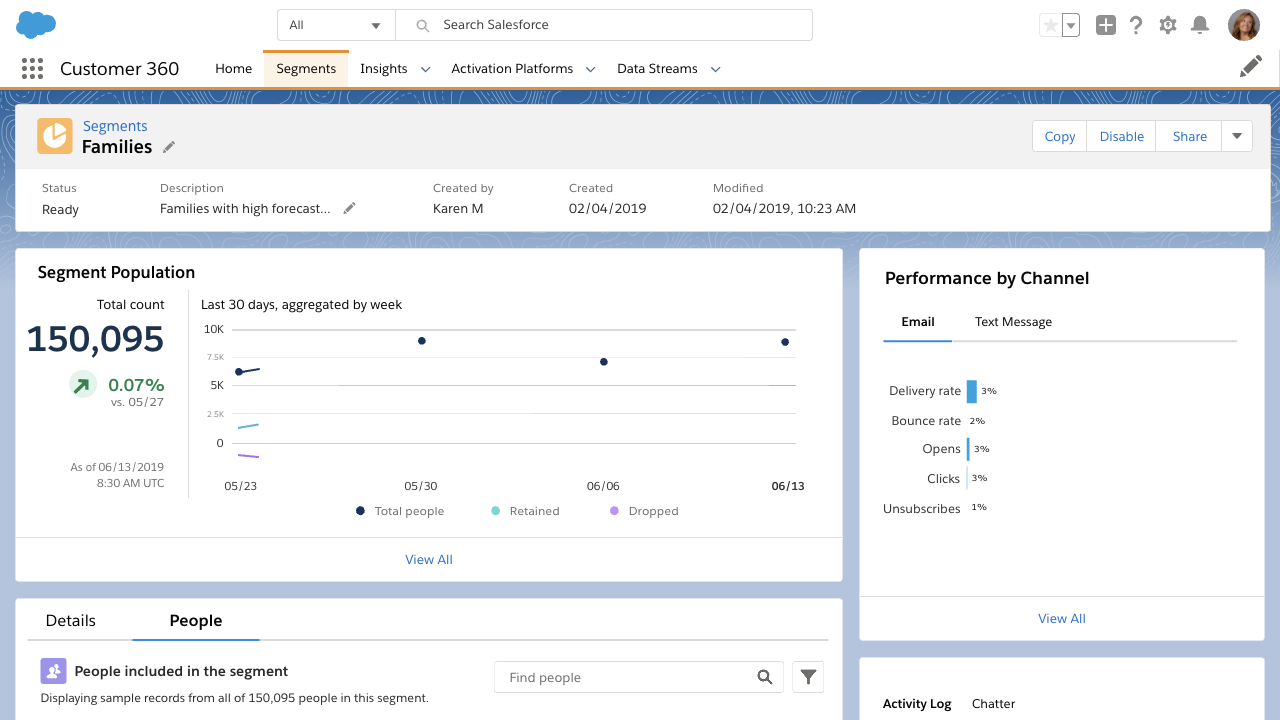 All
Search Salesforce
Customer 360
Home
Segments
Insights
Activation Platforms
Data Streams
Segments
Families
Copy
Disable
Share
Status
Description
Created by
Created
Modified
Ready
Families with high forecast...
Karen M
02/04/2019
02/04/2019, 10:23 AM
Segment Population
Total count
150,095
0.07%
vs. 05/27
As of 06/13/2019
8:30 AM UTC
Last 30 days, aggregated by week
10K
7.5K
5K
2.5K
0
05/23
05/30
06/06
06/13
Total people
Retained
Dropped
View All
Performance by Channel
Email
Text Message
Delivery rate 3%
Bounce rate 2%
Opens 3%
Clicks 3%
Unsubscribes 1%
View All
Details
People
People included in the segment
Displaying sample records from all of 150,095 people in this segment.
Find people
Activity Log
Chatter